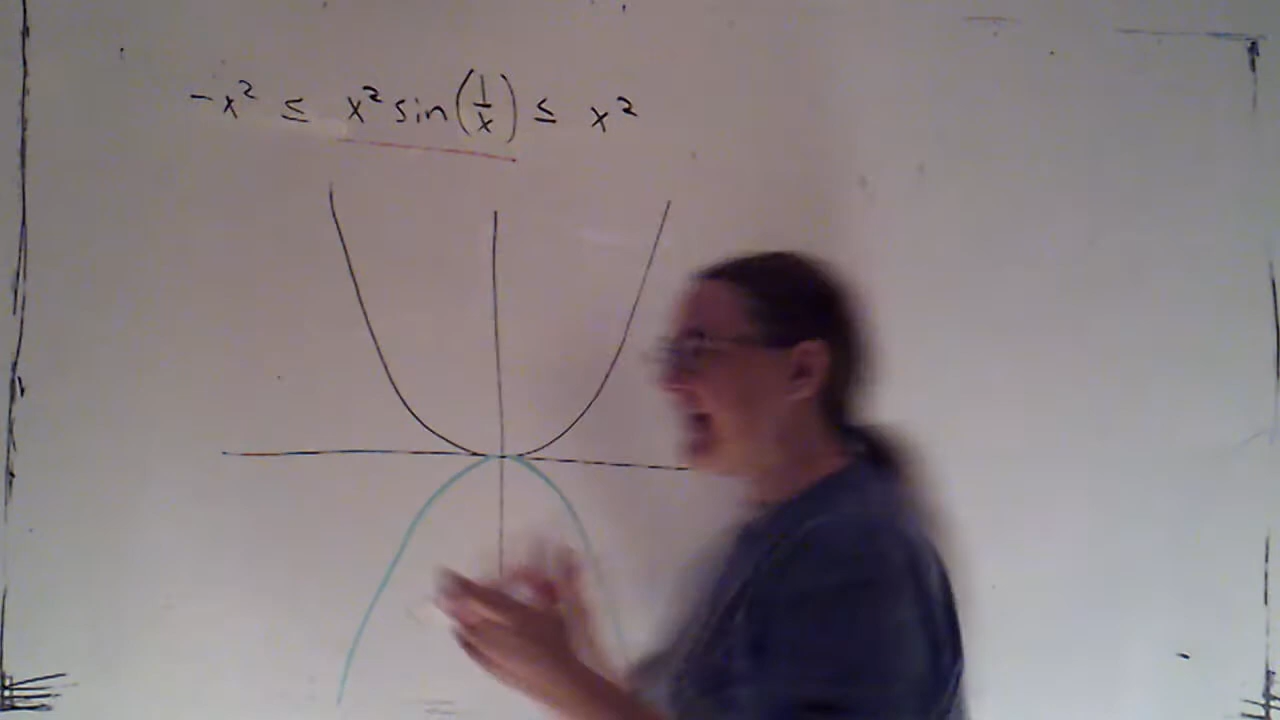 -x² ≤ x² sin(1/x) ≤ x²